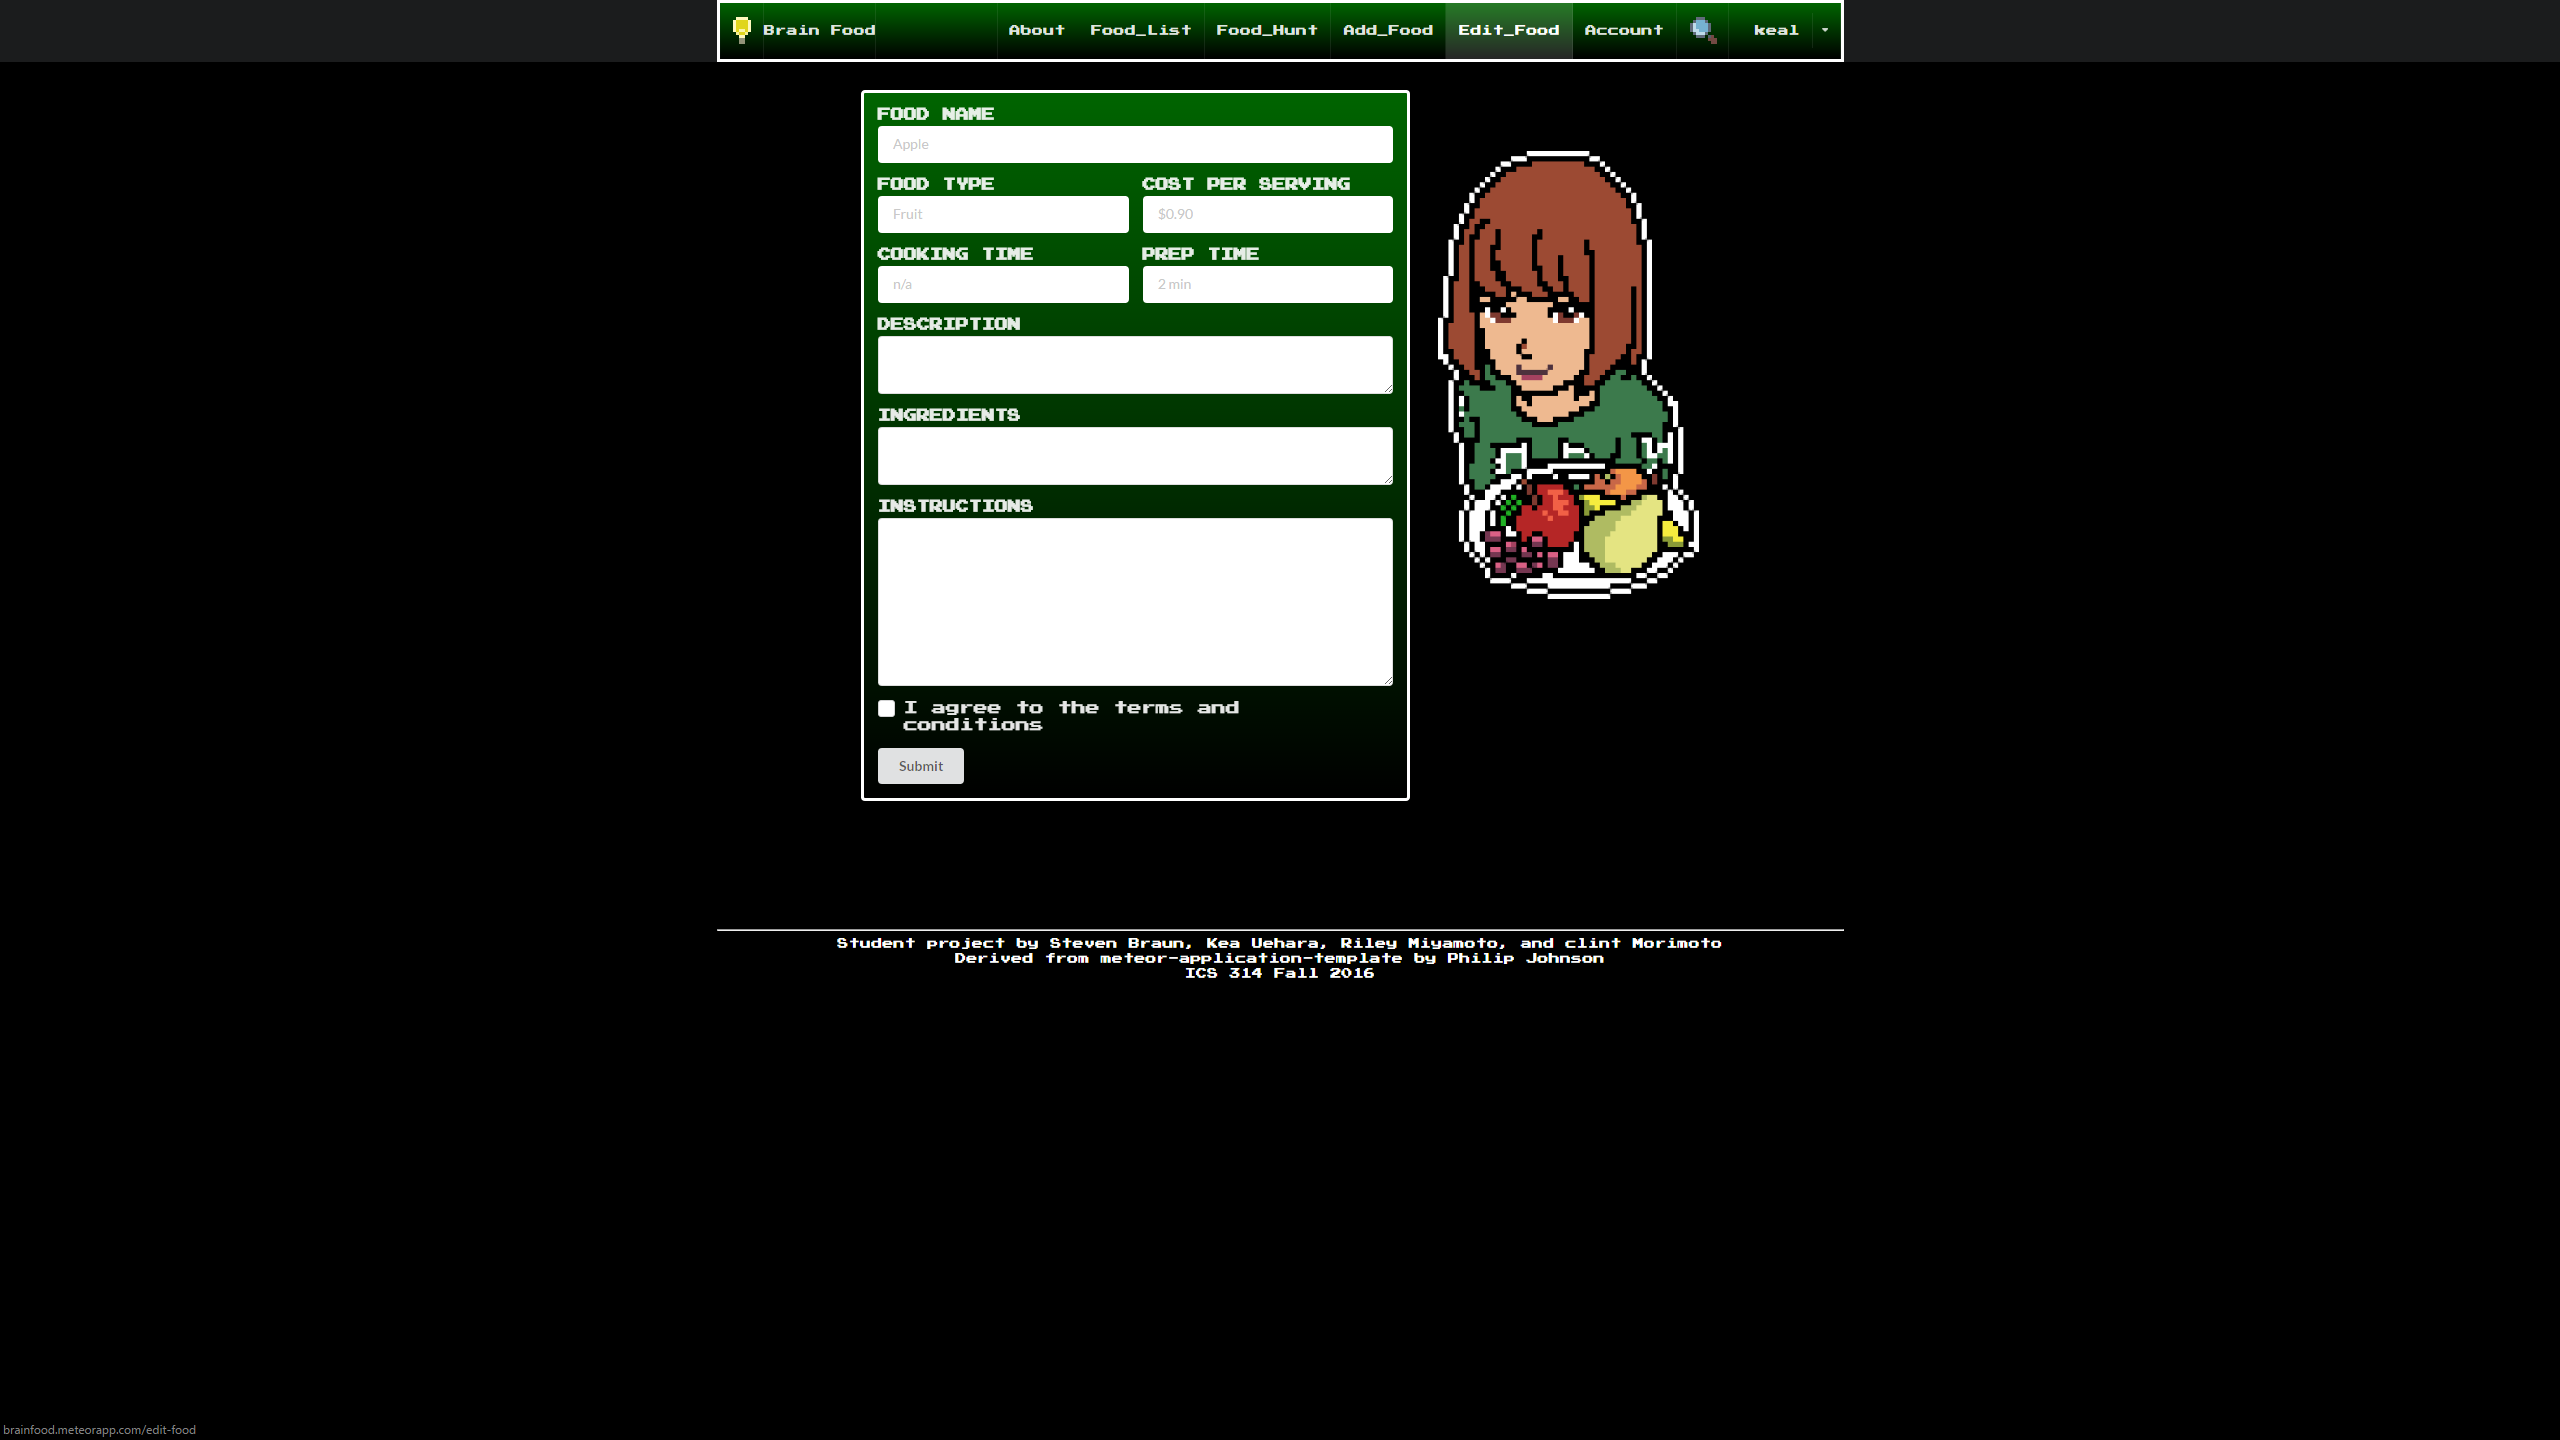 Brain Food About Food_List Food_Hunt Add_Food Edit_Food Account keal
FOOD NAME
Apple
FOOD TYPE COST PER SERVING
Fruit $0.90
COOKING TIME PREP TIME
n/a 2 min
DESCRIPTION
INGREDIENTS
INSTRUCTIONS
I agree to the terms and
conditions
Submit
Student project by Steven Braun, Kea Uehara, Riley Miyamoto, and clint Morimoto
Derived from meteor-application-template by Philip Johnson
ICS 314 Fall 2016
brainfood.meteorapp.com/edit-food